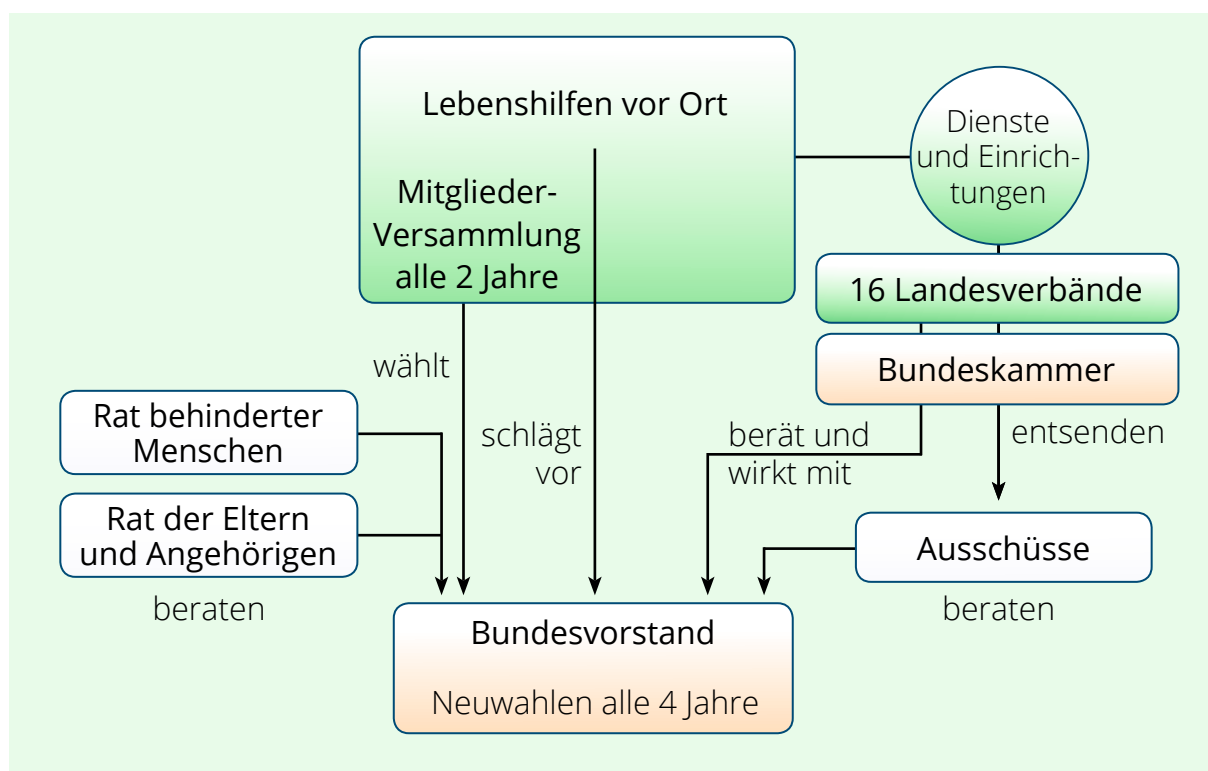 Lebenshilfen vor Ort
Mitglieder-
Versammlung
alle 2 Jahre
Dienste
und Einrich-
tungen
16 Landesverbände
Bundeskammer
wählt
schlägt
vor
berät und
wirkt mit
entsenden
Rat behinderter
Menschen
Rat der Eltern
und Angehörigen
beraten
Ausschüsse
beraten
Bundesvorstand
Neuwahlen alle 4 Jahre